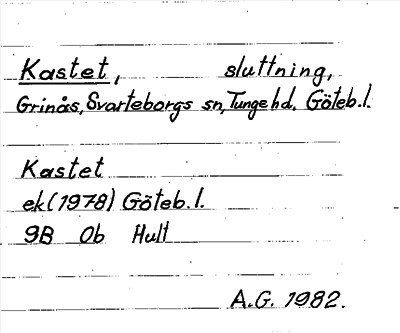 Kastet, sluttning,
Grinås, Svarteborgs sn, Tunge hd. Göteb. l.
Kastet
ek (1978) Göteb. l.
9B 0b Hult
A.G. 1982.